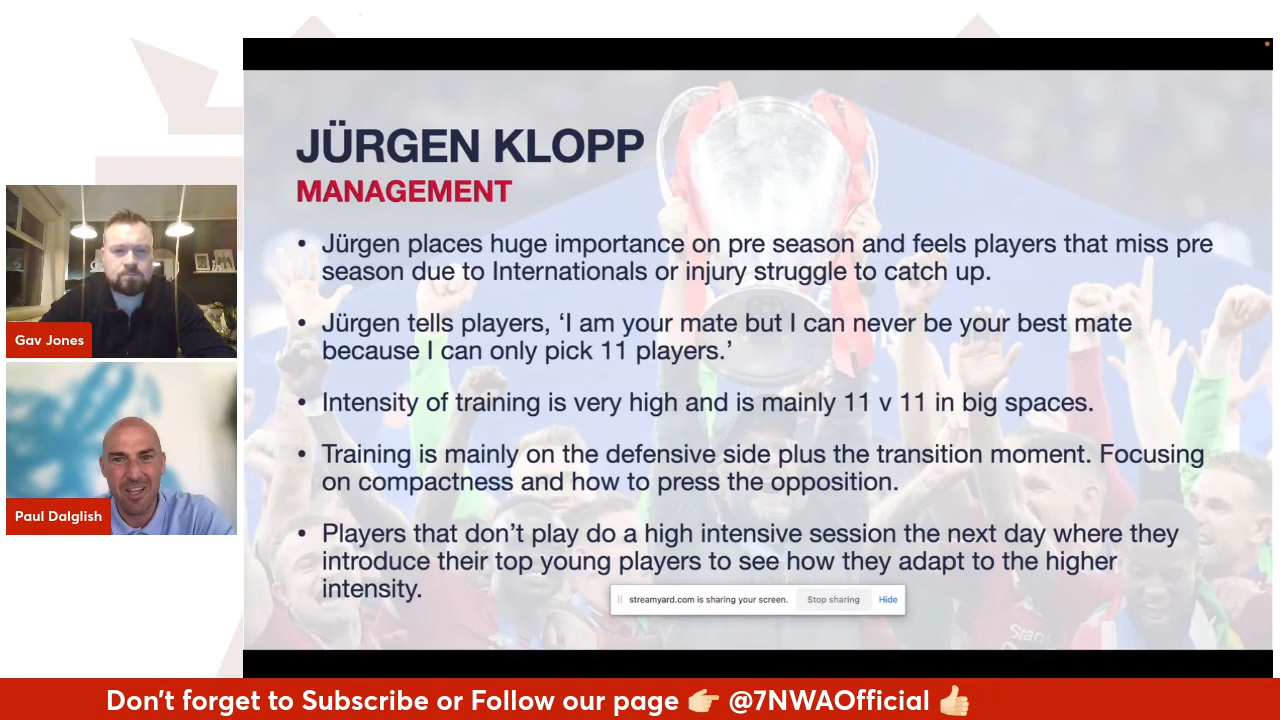 JÜRGEN KLOPP
MANAGEMENT
• Jürgen places huge importance on pre season and feels players that miss pre
season due to Internationals or injury struggle to catch up.
• Jürgen tells players, ‘I am your mate but I can never be your best mate
because I can only pick 11 players.’
• Intensity of training is very high and is mainly 11 v 11 in big spaces.
• Training is mainly on the defensive side plus the transition moment. Focusing
on compactness and how to press the opposition.
• Players that don’t play do a high intensive session the next day where they
introduce their top young players to see how they adapt to the higher
intensity.
streamyard.com is sharing your screen. Stop sharing Hide
Gav Jones
Paul Dalglish
Don't forget to Subscribe or Follow our page 👉 @7NWAOfficial 👍